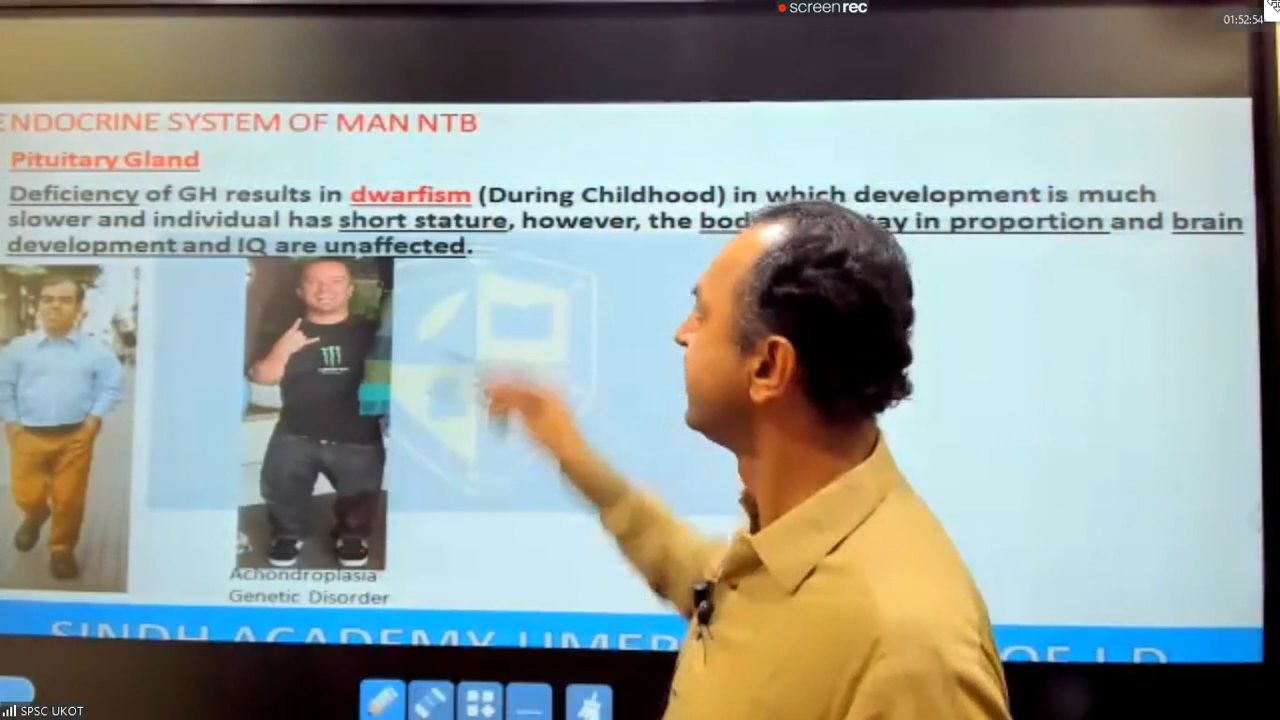 screenrec
01:52:54
ENDOCRINE SYSTEM OF MAN NTB
Pituitary Gland
Deficiency of GH results in dwarfism (During Childhood) in which development is much
slower and individual has short stature, however, the in proportion and brain
development and IQ are unaffected.
Achondroplasia
Genetic Disorder
SINDH ACADEMY
SPSC UKOT